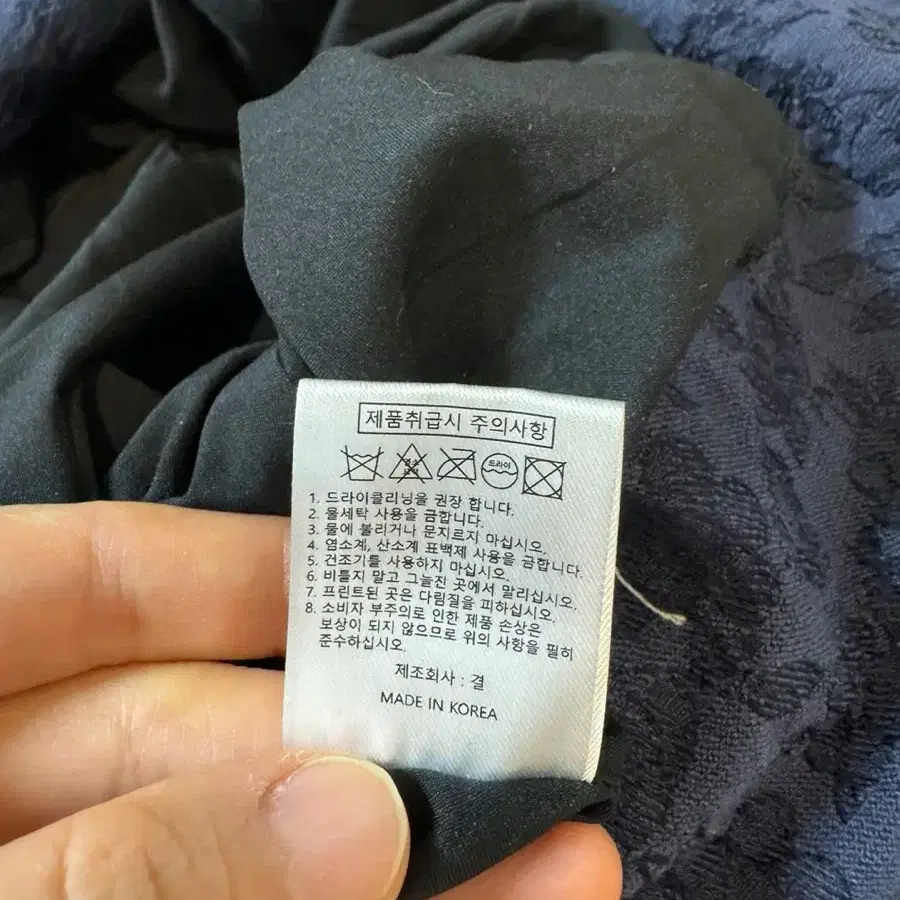 제품취급시 주의사항
염소 표백 드라이
1. 드라이클리닝을 권장 합니다.
2. 물세탁 사용을 금합니다.
3. 물에 불리거나 문지르지 마십시오.
4. 염소계, 산소계 표백제 사용을 금합니다.
5. 건조기를 사용하지 마십시오.
6. 비틀지 말고 그늘진 곳에서 말리십시오.
7. 프린트된 곳은 다림질을 피하십시오.
8. 소비자 부주의로 인한 제품 손상은
보상이 되지 않으므로 위의 사항을 필히
준수하십시오.
제조회사 : 결
MADE IN KOREA